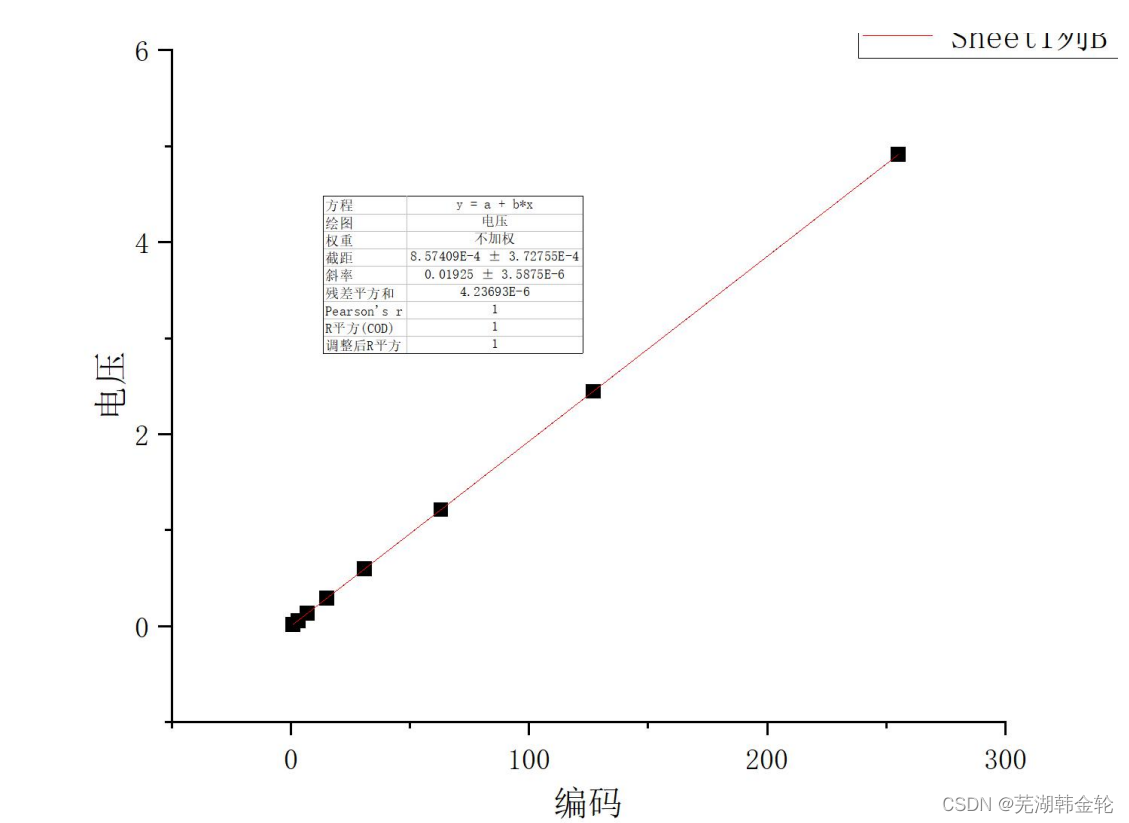 Sheet1列B
6
4
2
0
电压
方程 y = a + b*x
绘图 电压
权重 不加权
截距 8.57409E-4 ± 3.72755E-4
斜率 0.01925 ± 3.5875E-6
残差平方和 4.23693E-6
Pearson's r 1
R平方(COD) 1
调整后R平方 1
0 100 200 300
编码
CSDN @芜湖韩金轮